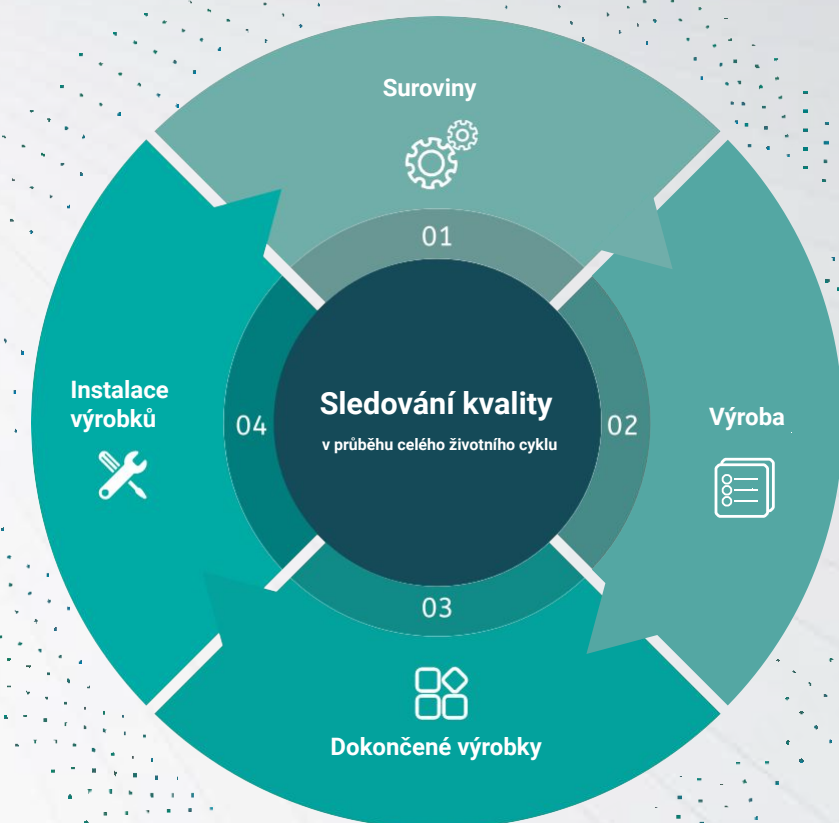 Suroviny
01
Instalace
výrobků
04
Sledování kvality
v průběhu celého životního cyklu
02
Výroba
03
Dokončené výrobky